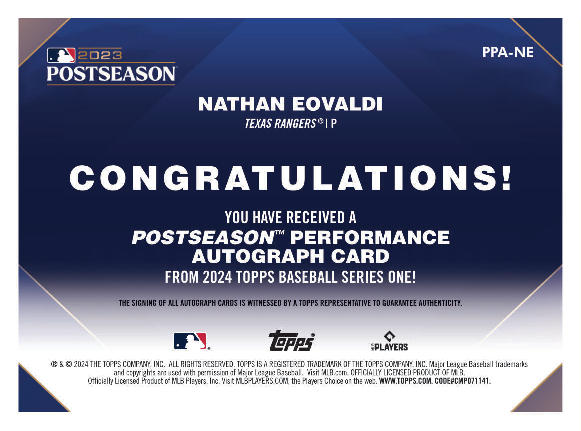 2023
POSTSEASON
PPA-NE
NATHAN EOVALDI
TEXAS RANGERS® | P
CONGRATULATIONS!
YOU HAVE RECEIVED A
POSTSEASON™ PERFORMANCE
AUTOGRAPH CARD
FROM 2024 TOPPS BASEBALL SERIES ONE!
THE SIGNING OF ALL AUTOGRAPH CARDS IS WITNESSED BY A TOPPS REPRESENTATIVE TO GUARANTEE AUTHENTICITY.
Topps
MLB PLAYERS
® & © 2024 THE TOPPS COMPANY, INC. ALL RIGHTS RESERVED. TOPPS IS A REGISTERED TRADEMARK OF THE TOPPS COMPANY, INC. Major League Baseball trademarks
and copyrights are used with permission of Major League Baseball. Visit MLB.com. OFFICIALLY LICENSED PRODUCT OF MLB.
Officially Licensed Product of MLB Players, Inc. Visit MLBPLAYERS.COM, the Players Choice on the web. WWW.TOPPS.COM. CODE#CMP071141.